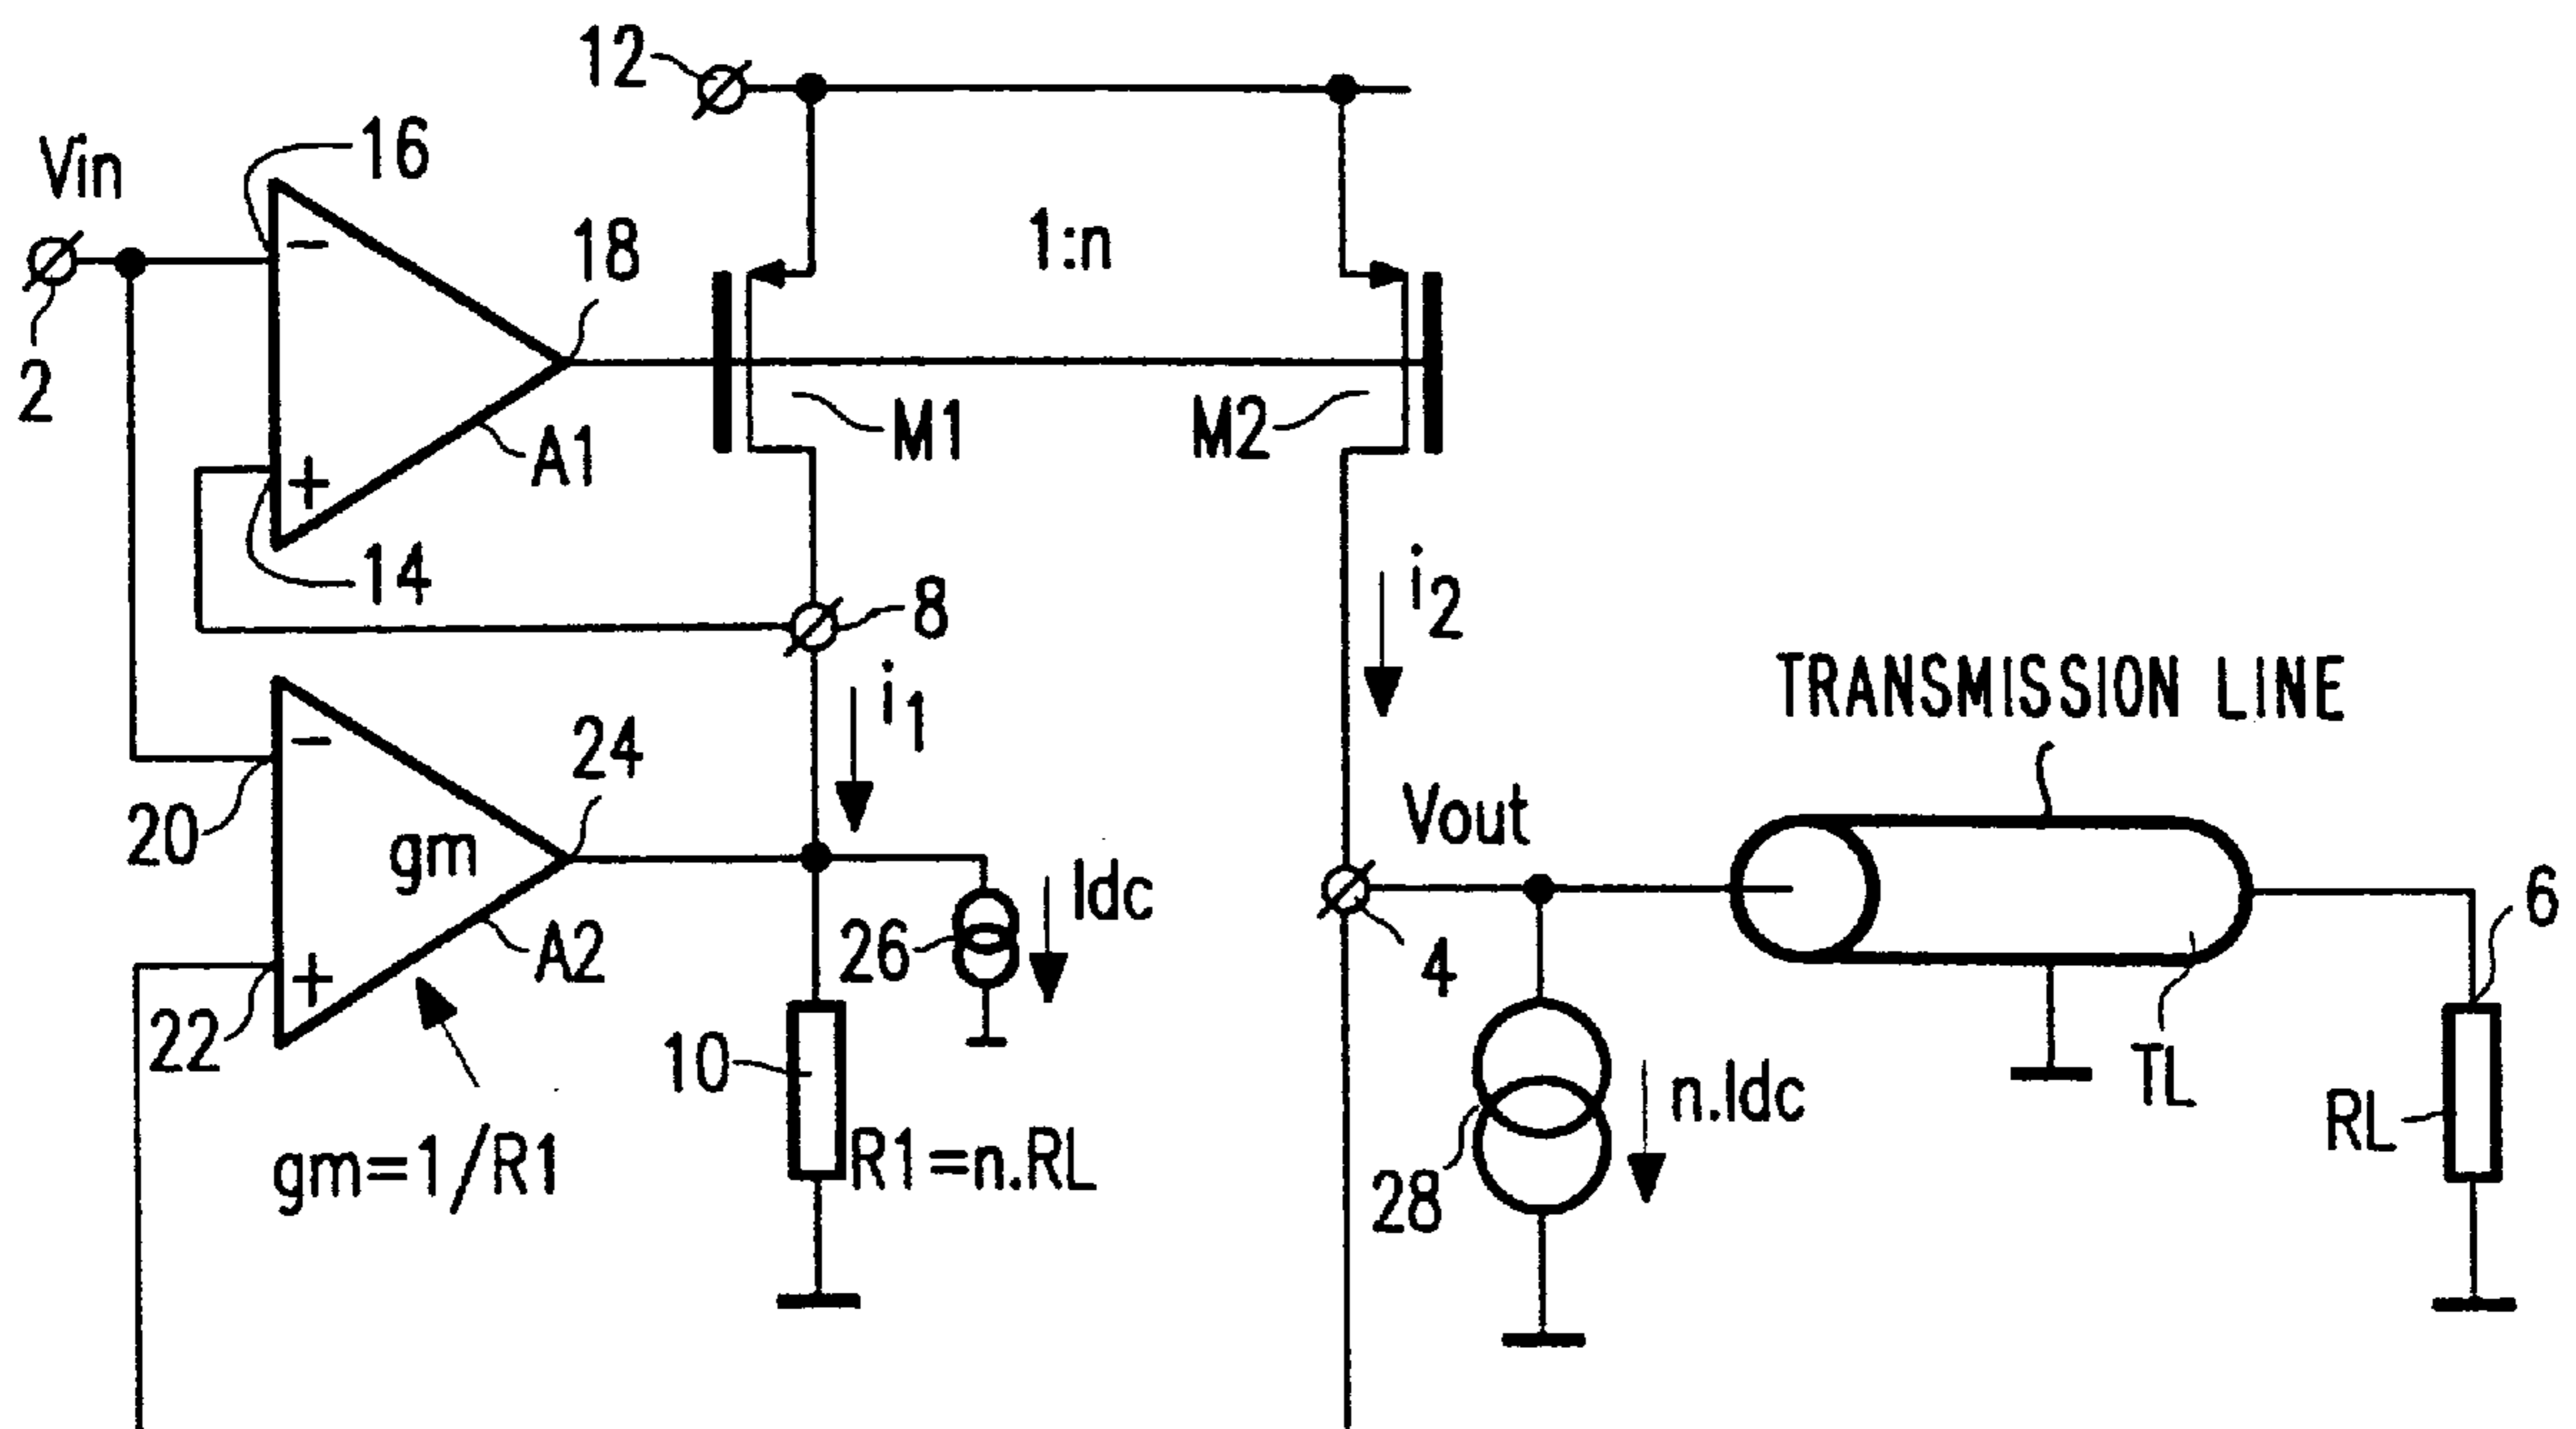 12
Vin
16
18
1:n
2
A1
M1
M2
14
8
i2
i1
TRANSMISSION LINE
24
20
gm
Vout
Idc
6
A2
26
4
22
10
n.Idc
TL
RL
gm=1/R1
R1=n.RL
28
−
+
−
+